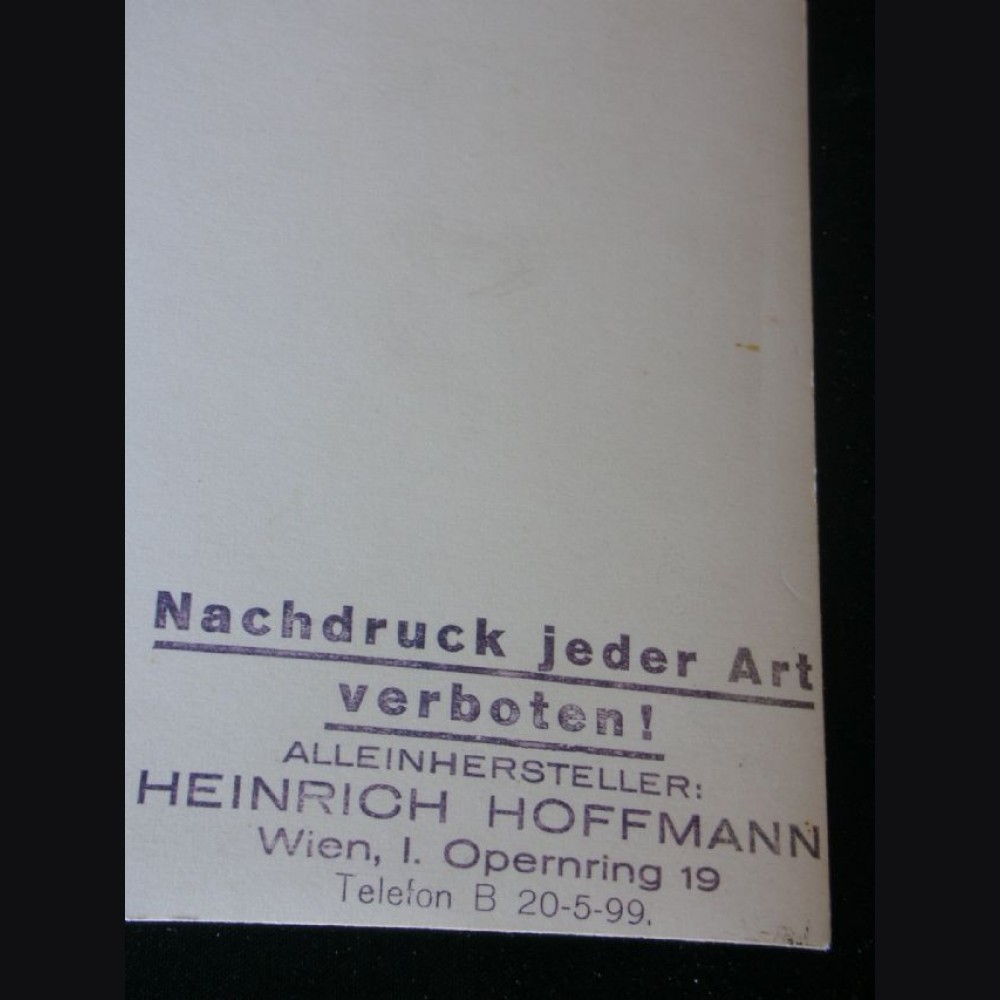 Nachdruck jeder Art
verboten!
ALLEINHERSTELLER:
HEINRICH HOFFMANN
Wien, I. Opernring 19
Telefon B 20-5-99.